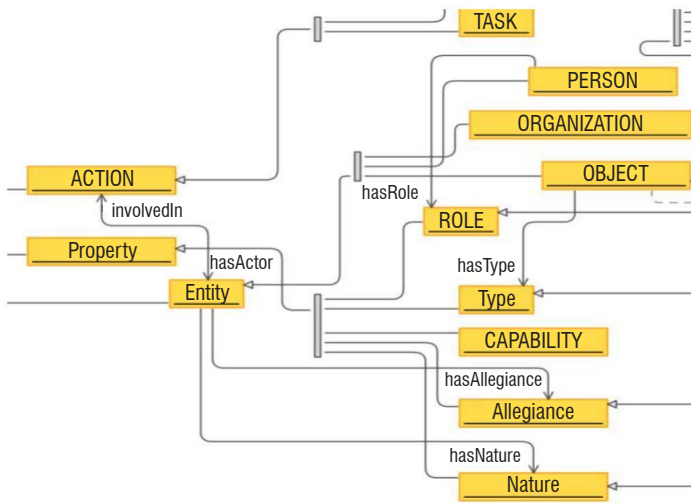 TASK
PERSON
ORGANIZATION
ACTION
OBJECT
hasRole
involvedIn
ROLE
Property
hasActor
hasType
Entity
Type
CAPABILITY
hasAllegiance
Allegiance
hasNature
Nature